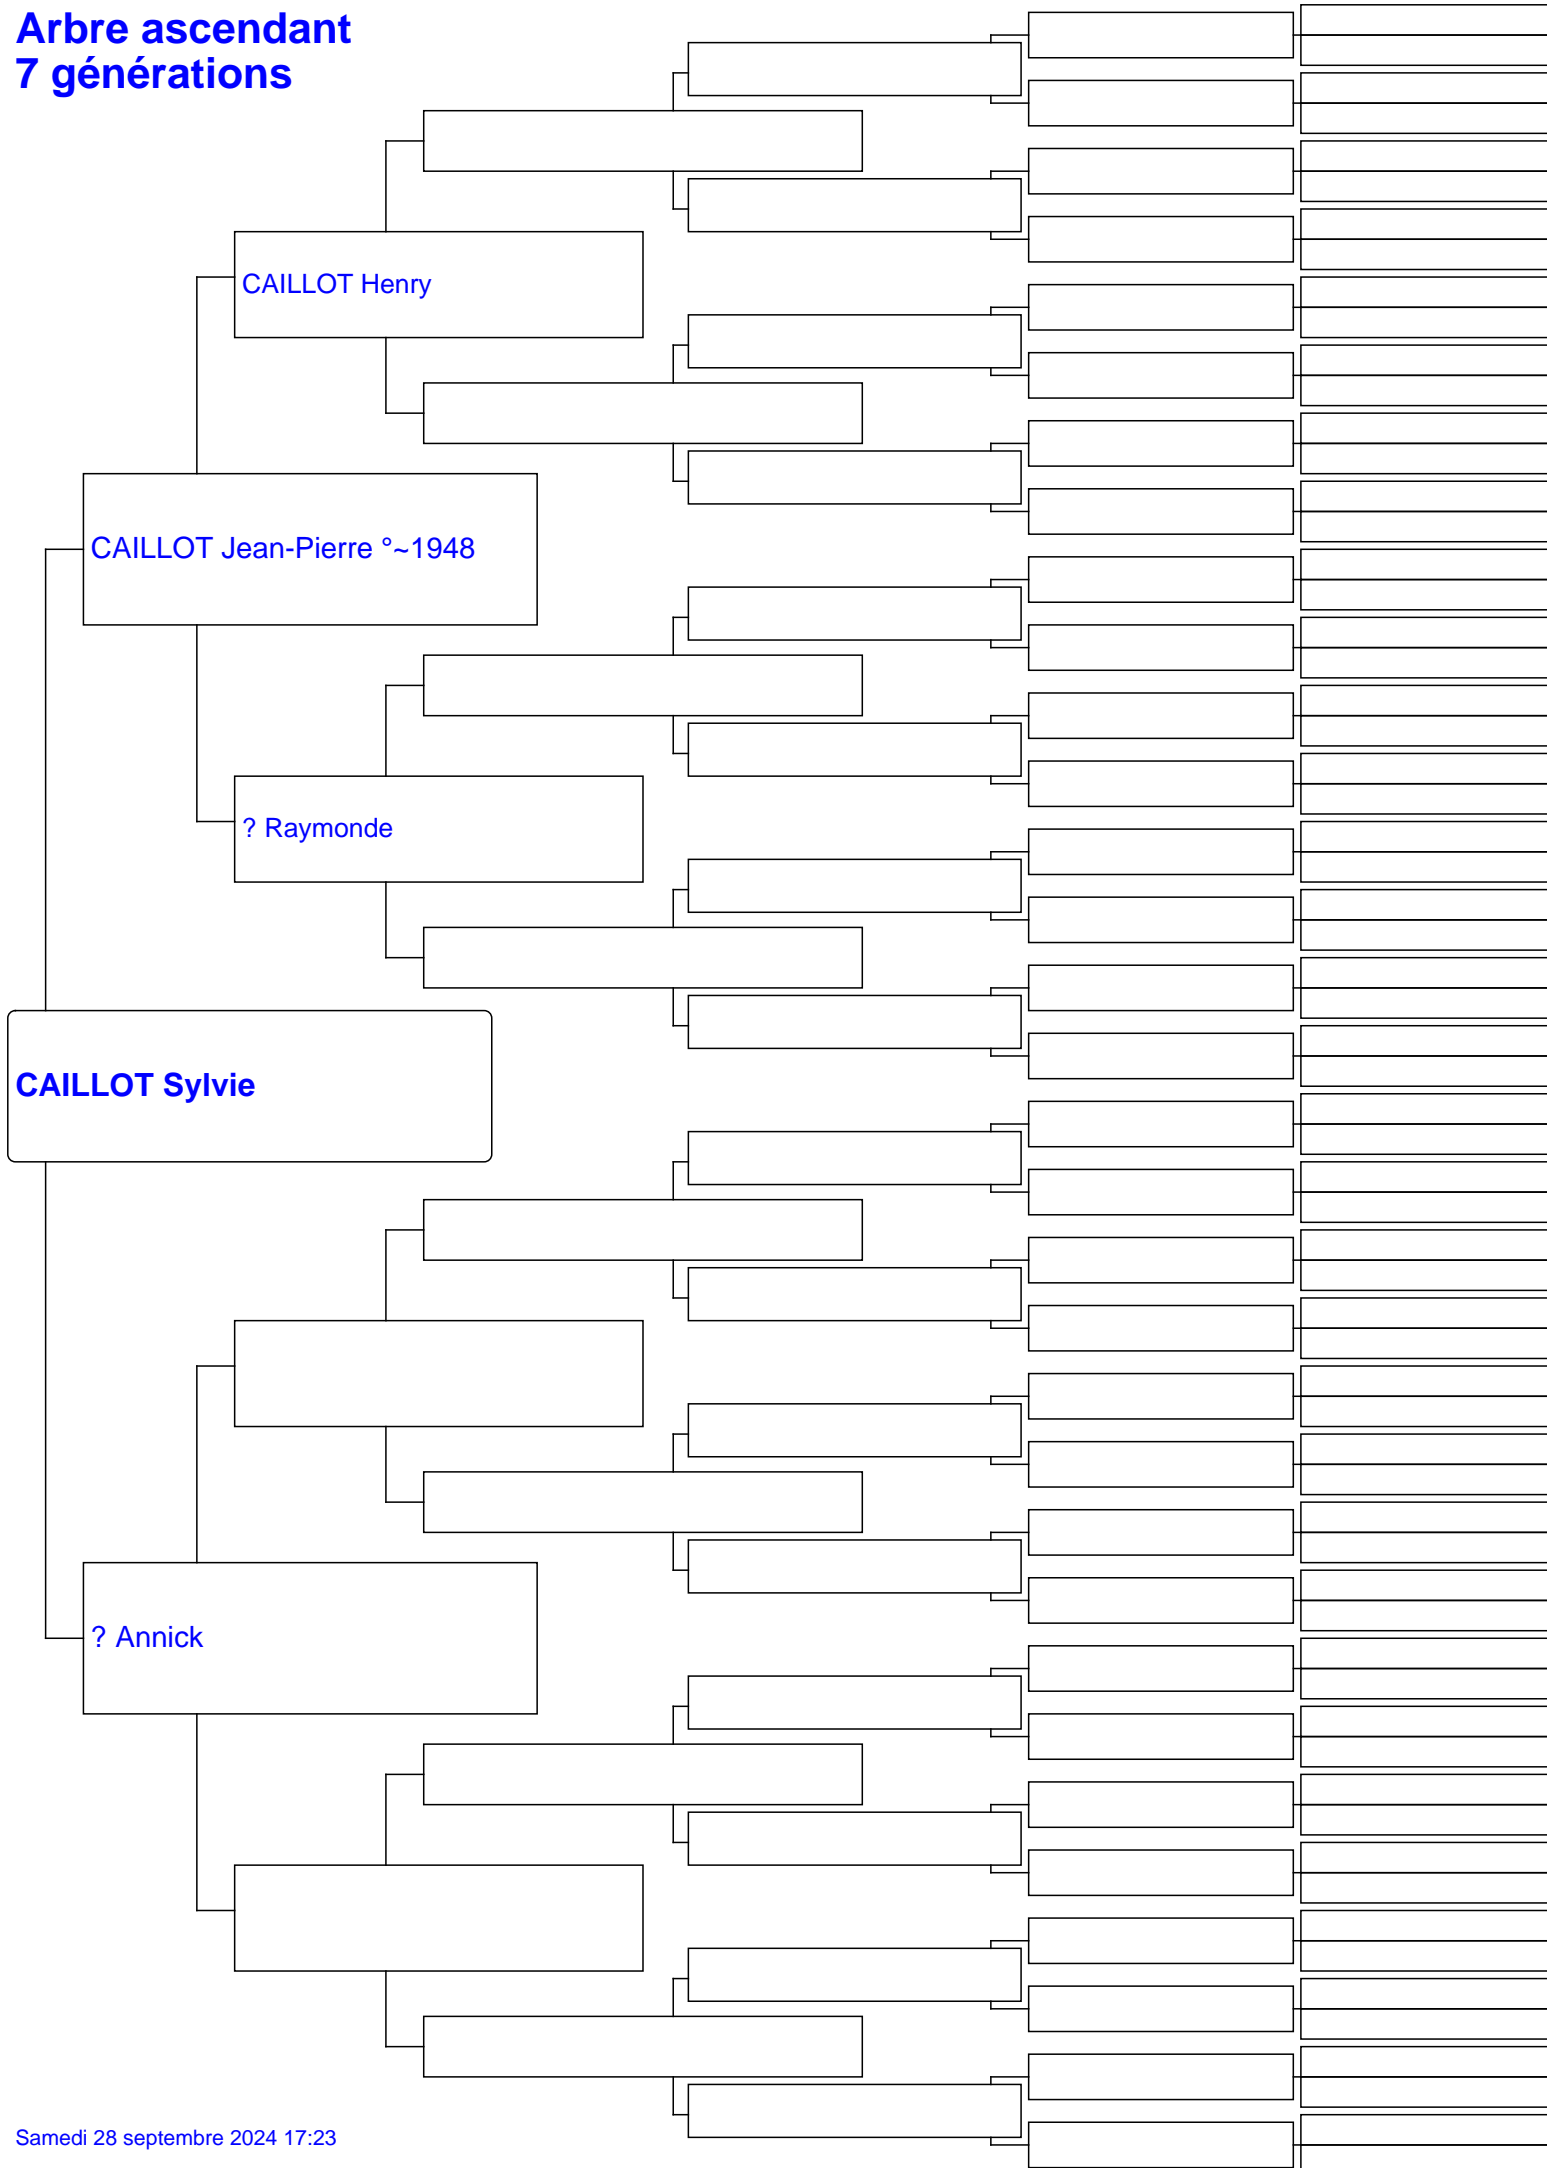 Arbre ascendant
7 générations
CAILLOT Henry
CAILLOT Jean-Pierre °~1948
? Raymonde
CAILLOT Sylvie
? Annick
Samedi 28 septembre 2024 17:23